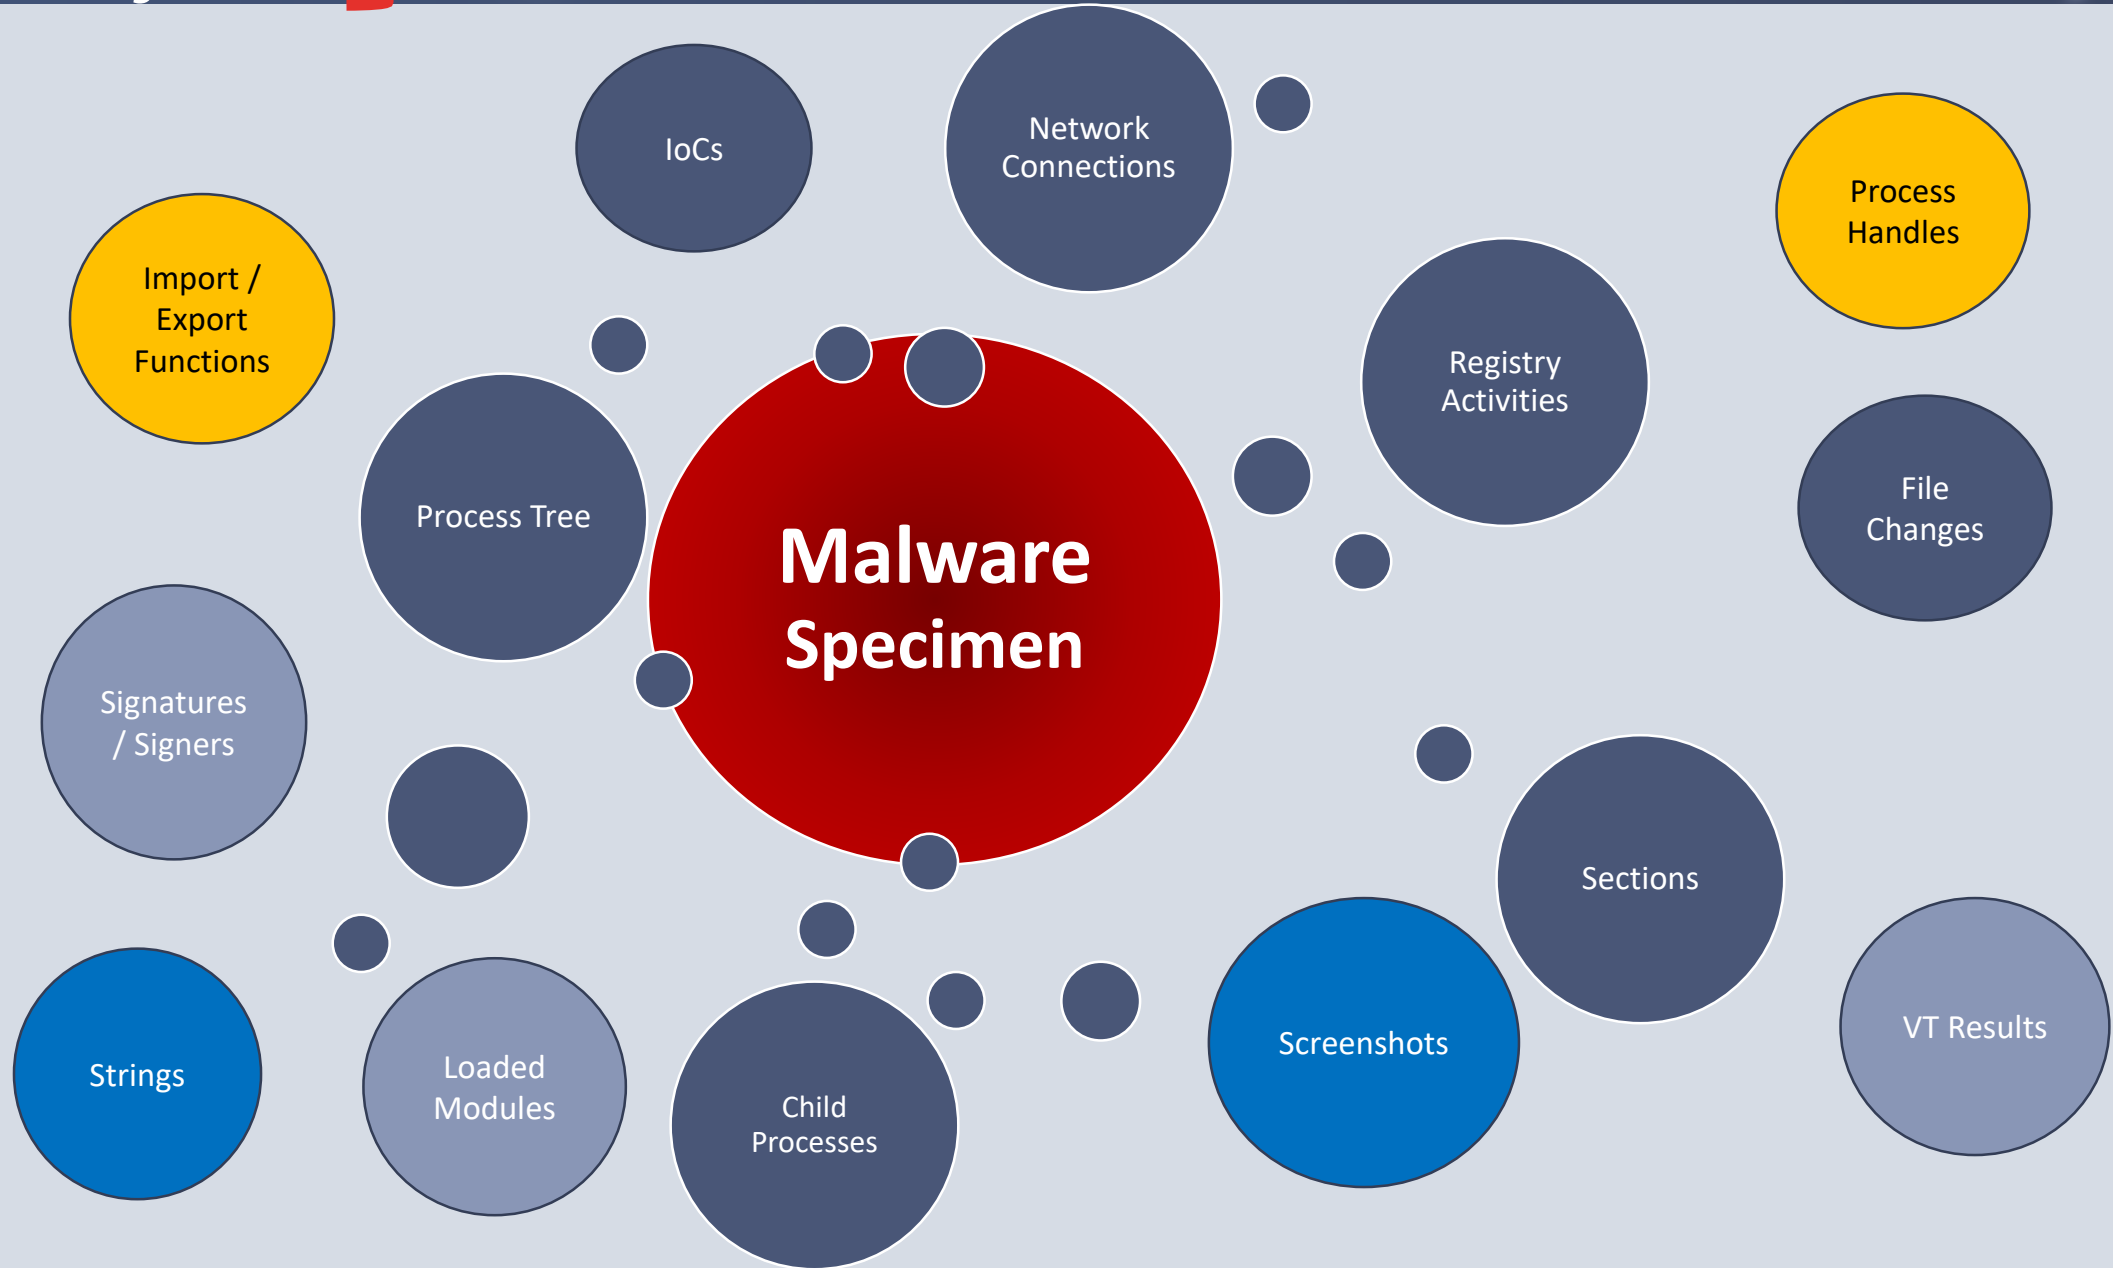 IoCs
Network
Connections
Process
Handles
Import /
Export
Functions
Registry
Activities
Process Tree
File
Changes
Malware
Specimen
Signatures
/ Signers
Sections
Screenshots
VT Results
Strings
Loaded
Modules
Child
Processes